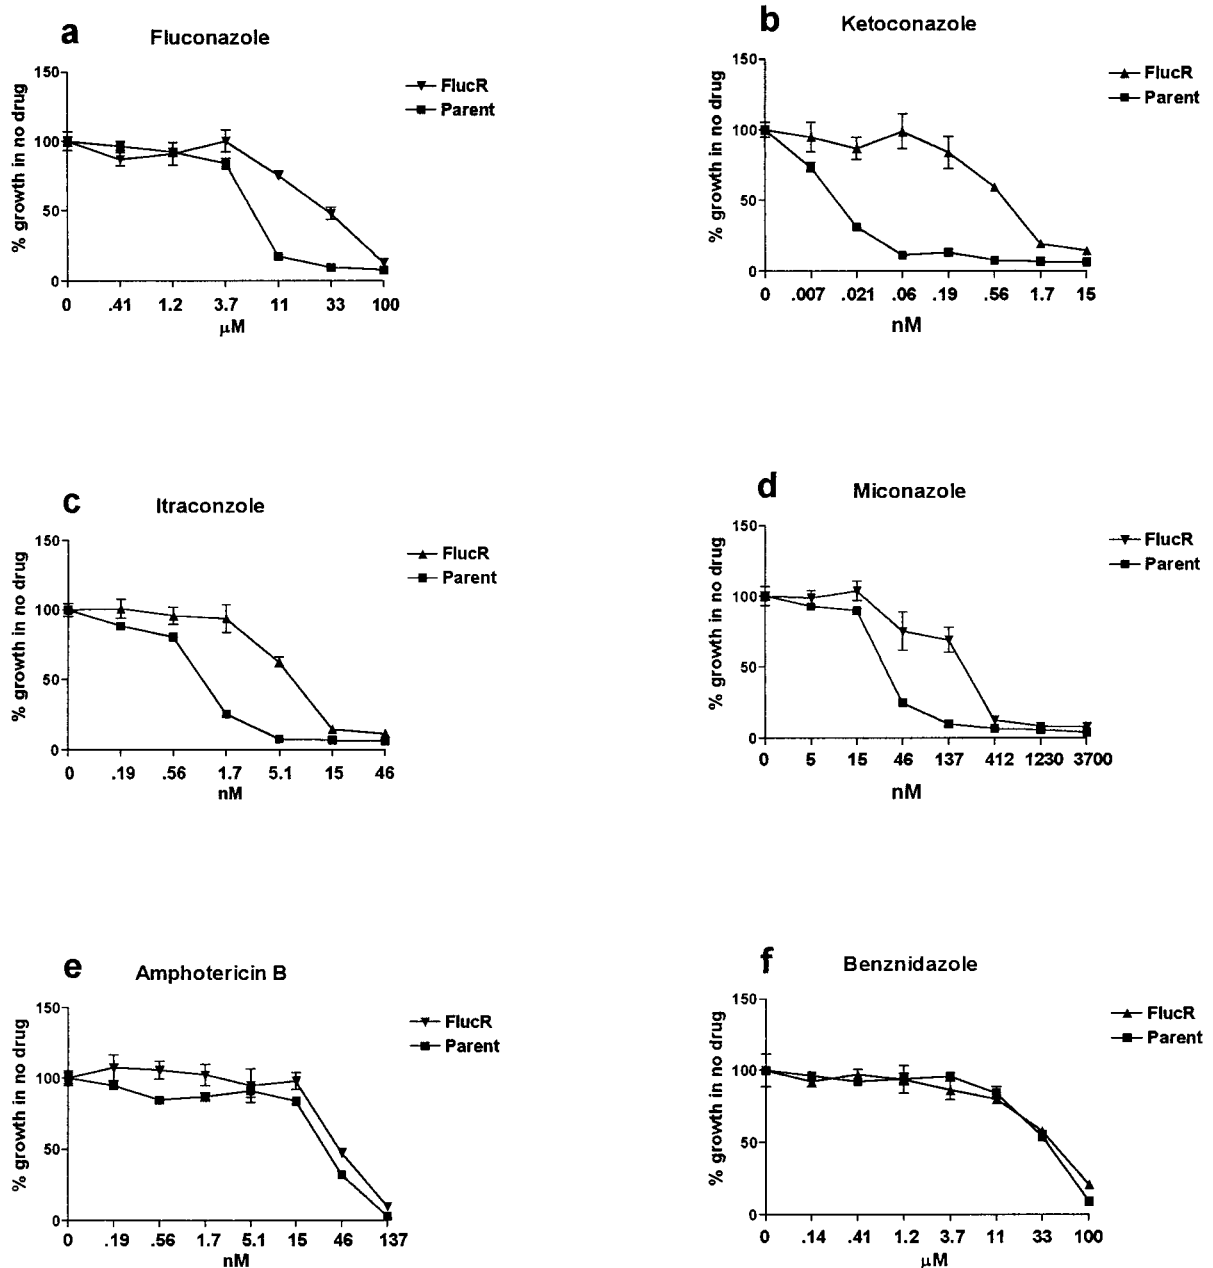 a
Fluconazole
% growth in no drug
150
100
50
0
0 .41 1.2 3.7 11 33 100
µM
FlucR
Parent
b
Ketoconazole
% growth in no drug
150
100
50
0
0 .007 .021 .06 .19 .56 1.7 15
nM
FlucR
Parent
c
Itraconzole
% growth in no drug
150
100
50
0
0 .19 .56 1.7 5.1 15 46
nM
FlucR
Parent
d
Miconazole
% growth in no drug
150
100
50
0
0 5 15 46 137 412 1230 3700
nM
FlucR
Parent
e
Amphotericin B
% growth in no drug
150
100
50
0
0 .19 .56 1.7 5.1 15 46 137
nM
FlucR
Parent
f
Benznidazole
% growth in no drug
150
100
50
0
0 .14 .41 1.2 3.7 11 33 100
µM
FlucR
Parent